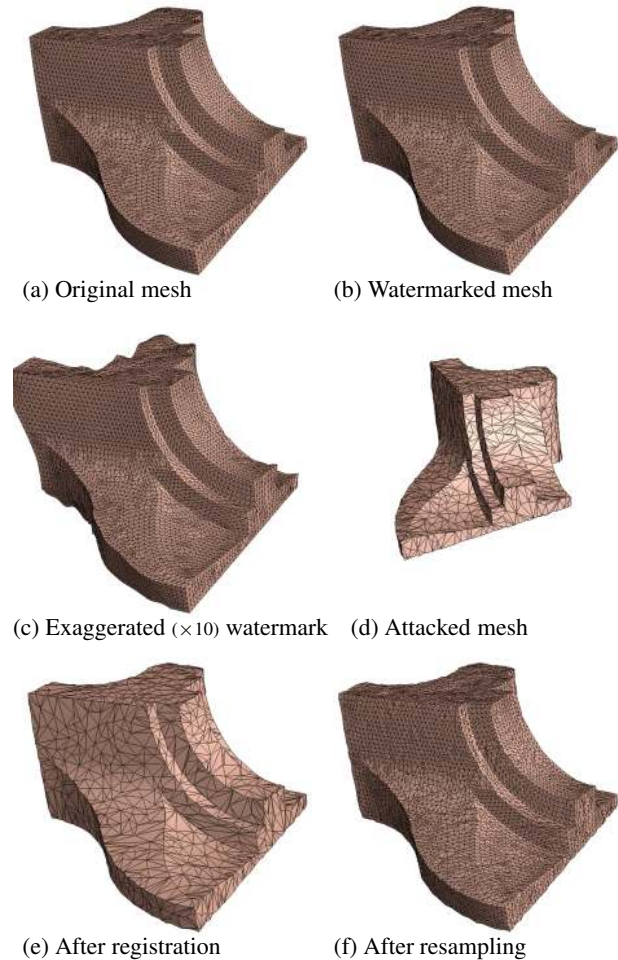 (a) Original mesh
(b) Watermarked mesh
(c) Exaggerated (×10) watermark
(d) Attacked mesh
(e) After registration
(f) After resampling